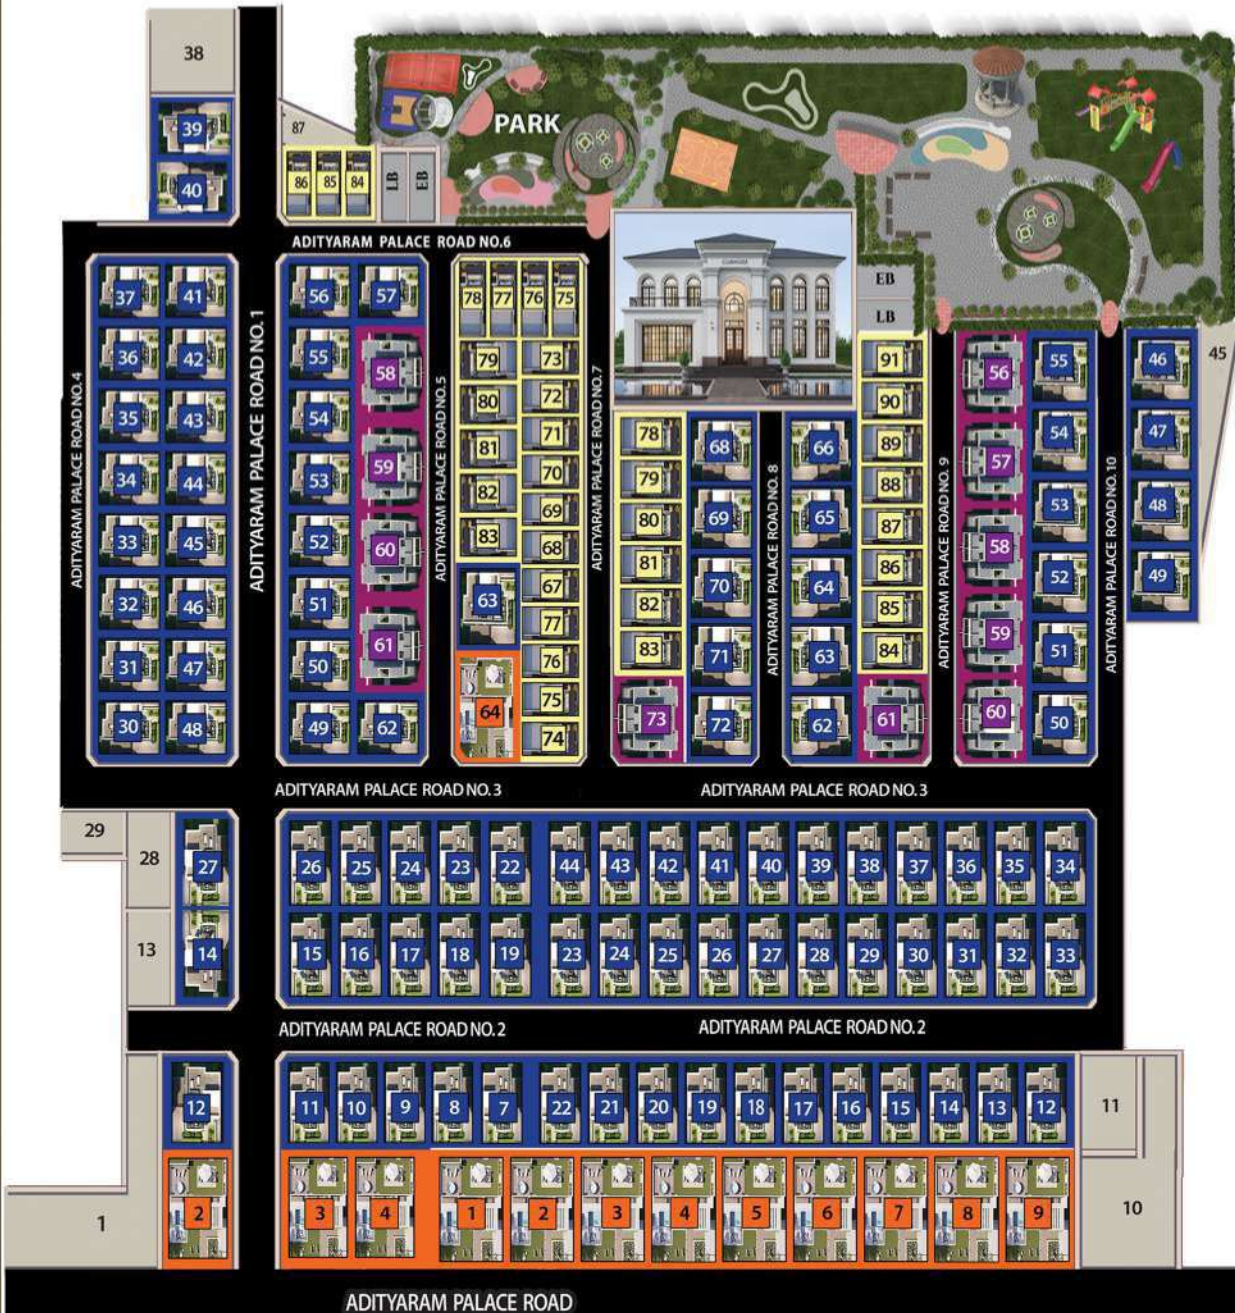 38
39
87
PARK
40
86 85 84 LB EB
ADITYARAM PALACE ROAD NO.6
37 41 56 57 78 77 76 75
EB
LB
36 42 55 58 79 73 91 56 55 46 45
35 43 54 80 72 90
81 71 78 68 66 89 57 54 47
34 44 53 59 82 70 79 88
69 80 69 65 87 58 53 48
33 45 52 60 83 68 81 86
32 46 51 63 67 82 70 64 85 59 52 49
77
31 47 50 61 76 83 71 63 84 51
30 48 49 62 64 75 73 72 62 61 60 50
74
ADITYARAM PALACE ROAD NO.4
ADITYARAM PALACE ROAD NO.1
ADITYARAM PALACE ROAD NO.5
ADITYARAM PALACE ROAD NO.7
ADITYARAM PALACE ROAD NO. 8
ADITYARAM PALACE ROAD NO. 9
ADITYARAM PALACE ROAD NO. 10
ADITYARAM PALACE ROAD NO.3 ADITYARAM PALACE ROAD NO.3
29 28 27 26 25 24 23 22 44 43 42 41 40 39 38 37 36 35 34
13 14 15 16 17 18 19 23 24 25 26 27 28 29 30 31 32 33
ADITYARAM PALACE ROAD NO.2 ADITYARAM PALACE ROAD NO.2
12 11 10 9 8 7 22 21 20 19 18 17 16 15 14 13 12 11
1 2 3 4 1 2 3 4 5 6 7 8 9 10
ADITYARAM PALACE ROAD